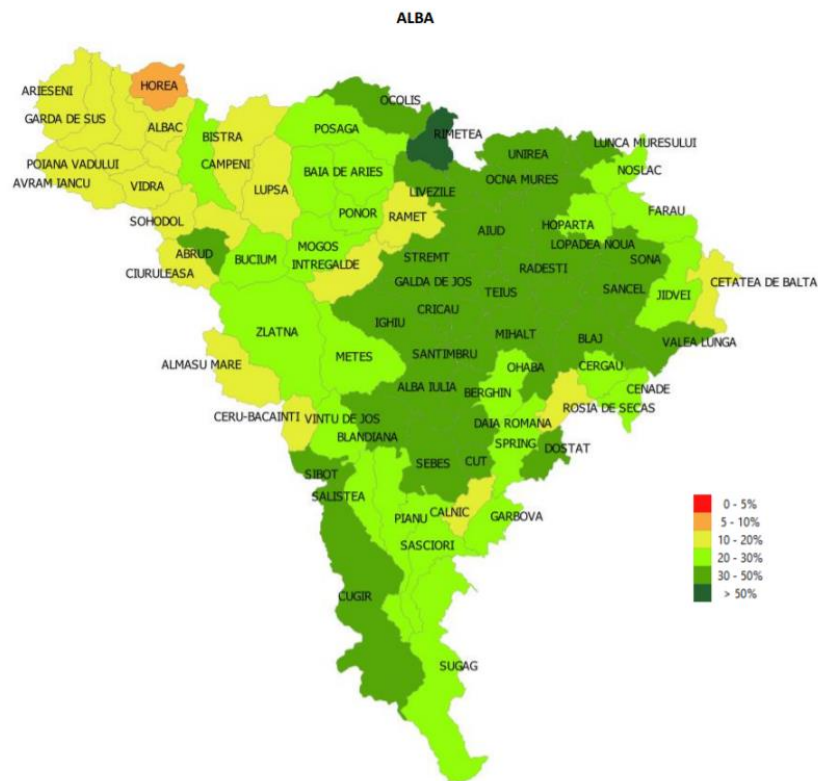 ALBA
HOREA
ARIESENI
OCOLIS
GARDA DE SUS
ALBAC
BISTRA
POSAGA
RIMETEA
LUNCA MURESULUI
UNIREA
POIANA VADULUI
CAMPENI
BAIA DE ARIES
NOSLAC
OCNA MURES
AVRAM IANCU
VIDRA
LUPSA
LIVEZILE
SOHODOL
PONOR
RAMET
HOPARTA
FARAU
AIUD
ABRUD
MOGOS
LOPADEA NOUA
BUCIUM
INTREGALDE
STREMT
SONA
CIURULEASA
RADESTI
GALDA DE JOS
CETATEA DE BALTA
TEIUS
SANCEL
JIDVEI
CRICAU
IGHIU
ZLATNA
MIHALT
BLAJ
VALEA LUNGA
METES
SANTIMBRU
ALMASU MARE
OHABA
CERGAU
ALBA IULIA
BERGHIN
CENADE
ROSIA DE SECAS
CERU-BACAINTI
VINTU DE JOS
DAIA ROMANA
BLANDIANA
SPRING
DOSTAT
SEBES
CUT
SIBOT
SALISTEA
CALNIC
PIANU
GARBOVA
SASCIORI
CUGIR
SUGAG
0 - 5%
5 - 10%
10 - 20%
20 - 30%
30 - 50%
> 50%